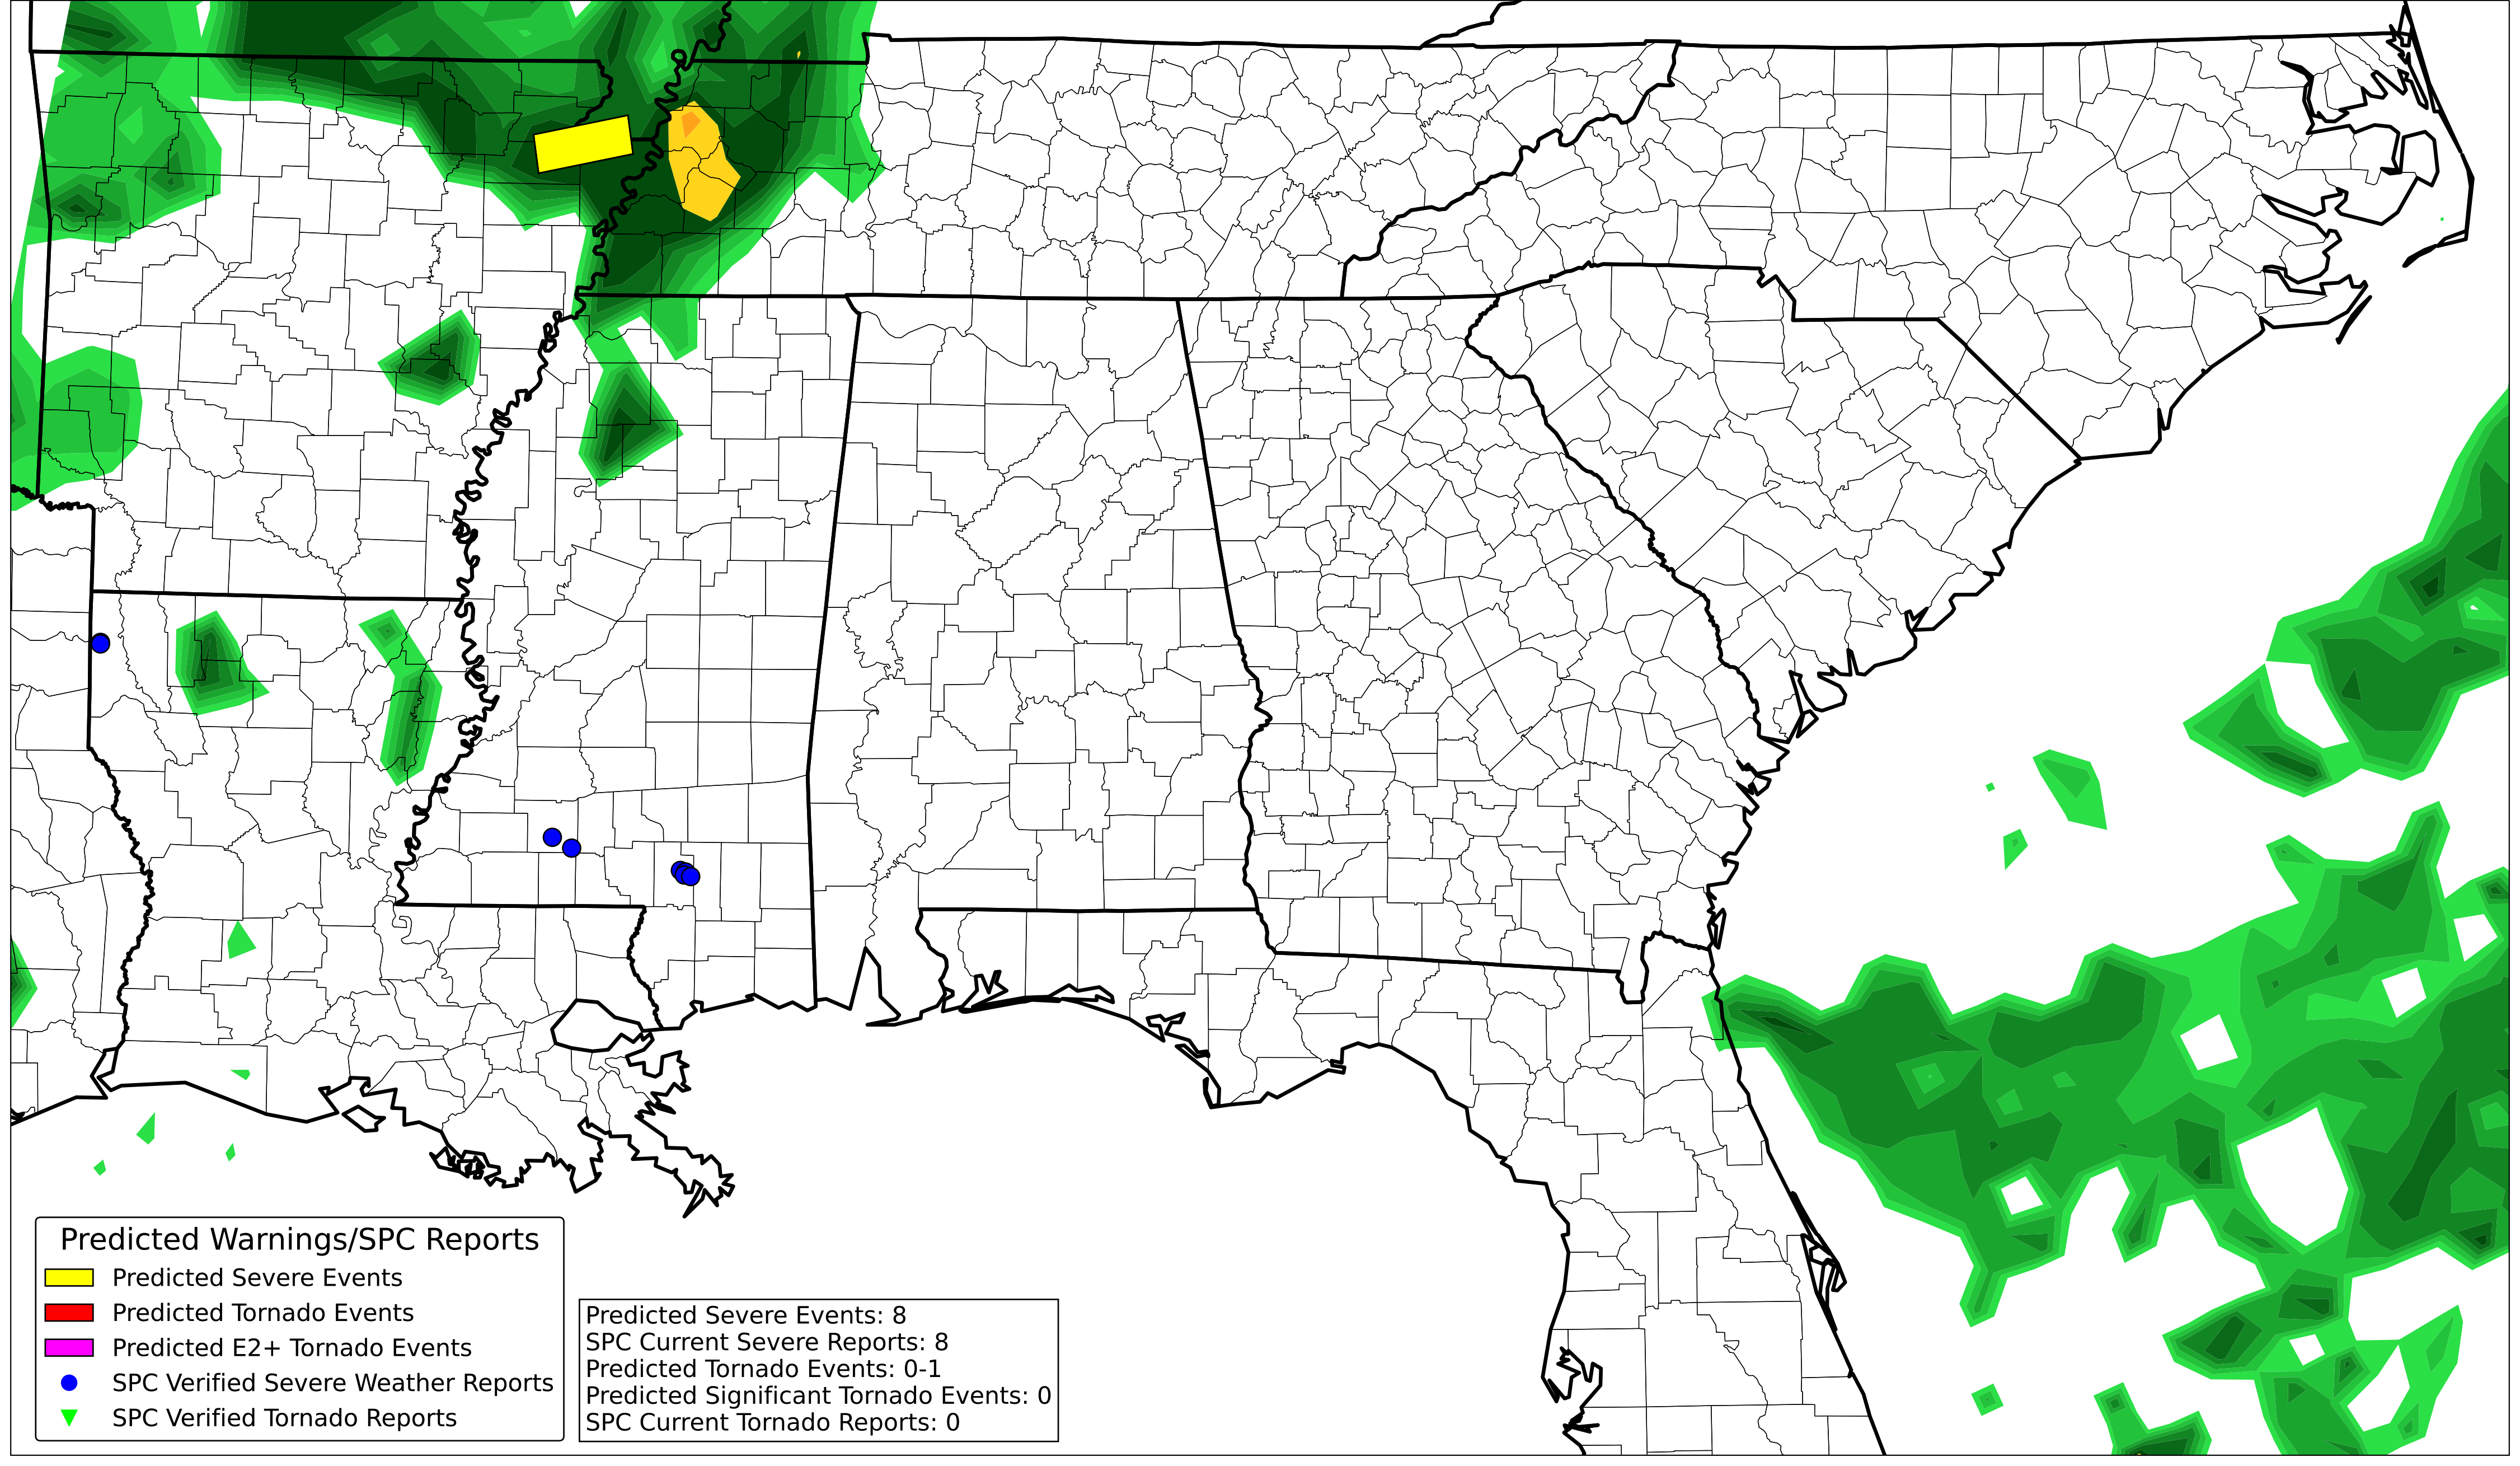 Predicted Warnings/SPC Reports
Predicted Severe Events
Predicted Tornado Events
Predicted E2+ Tornado Events
SPC Verified Severe Weather Reports
SPC Verified Tornado Reports
Predicted Severe Events: 8
SPC Current Severe Reports: 8
Predicted Tornado Events: 0-1
Predicted Significant Tornado Events: 0
SPC Current Tornado Reports: 0